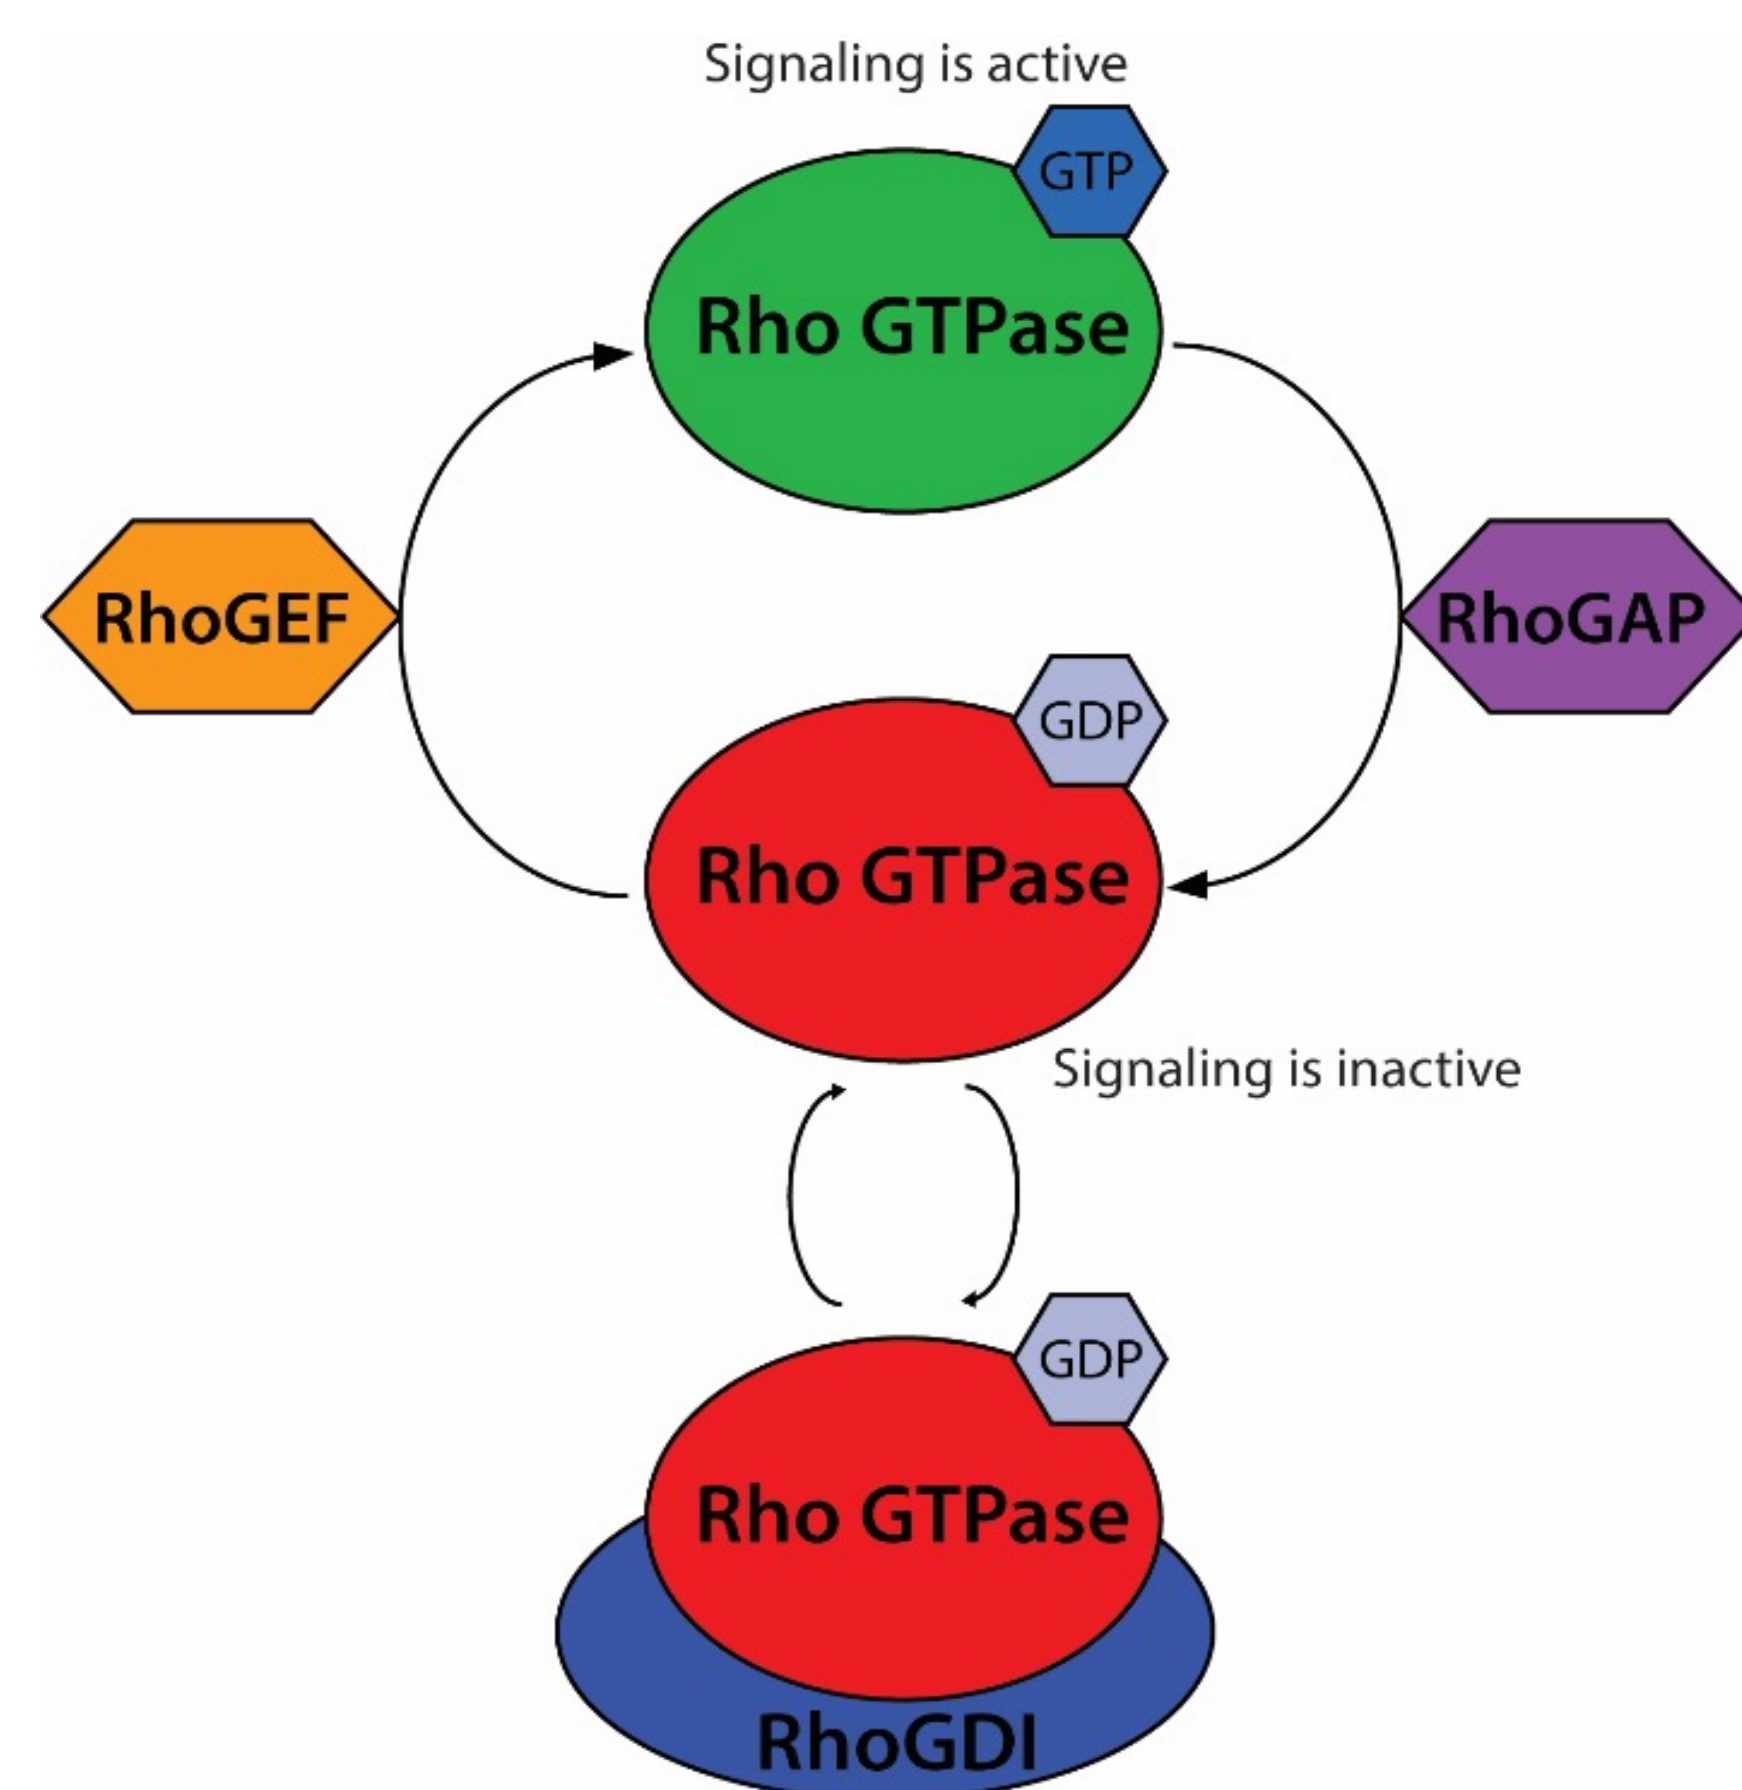 Signaling is active
GTP
Rho GTPase
RhoGEF
RhoGAP
GDP
Rho GTPase
Signaling is inactive
GDP
Rho GTPase
RhoGDI